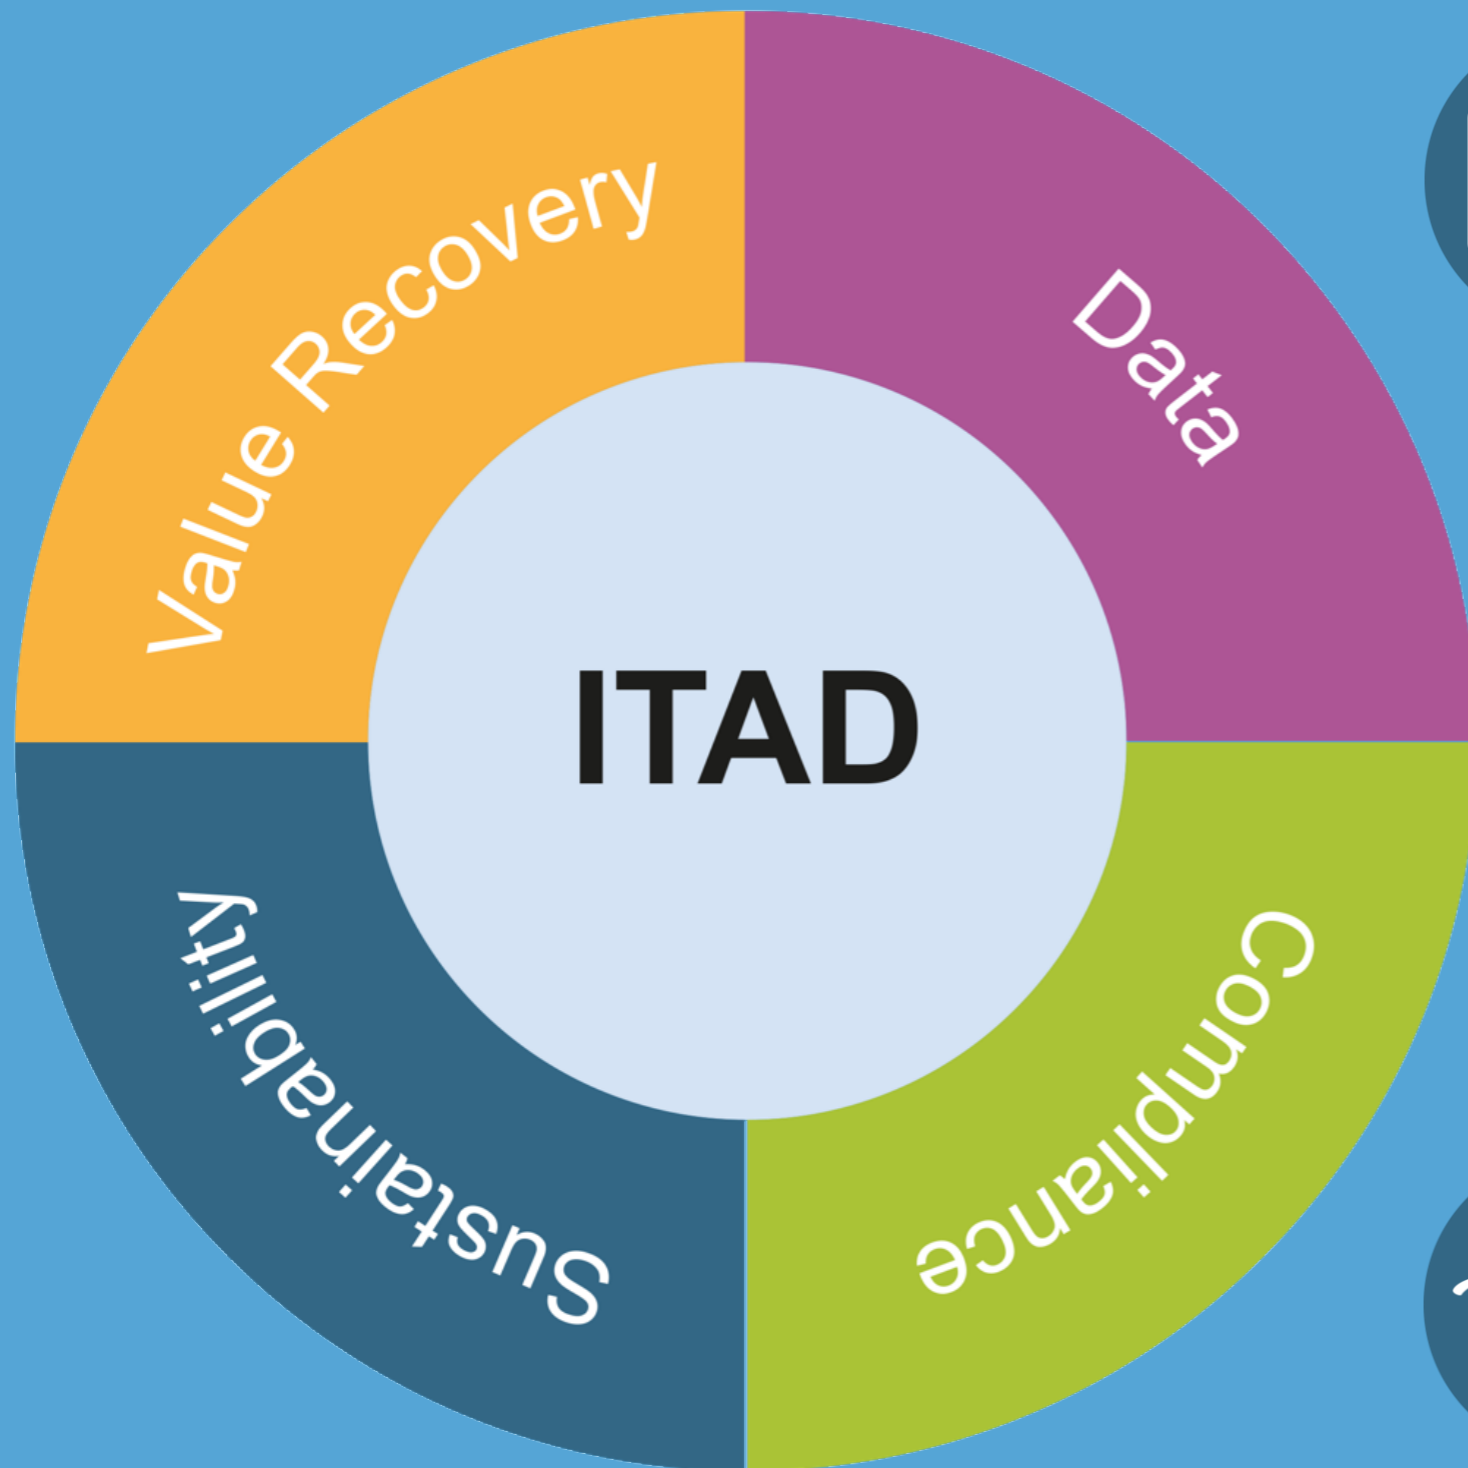 Value Recovery
Data
ITAD
Sustainability
Compliance